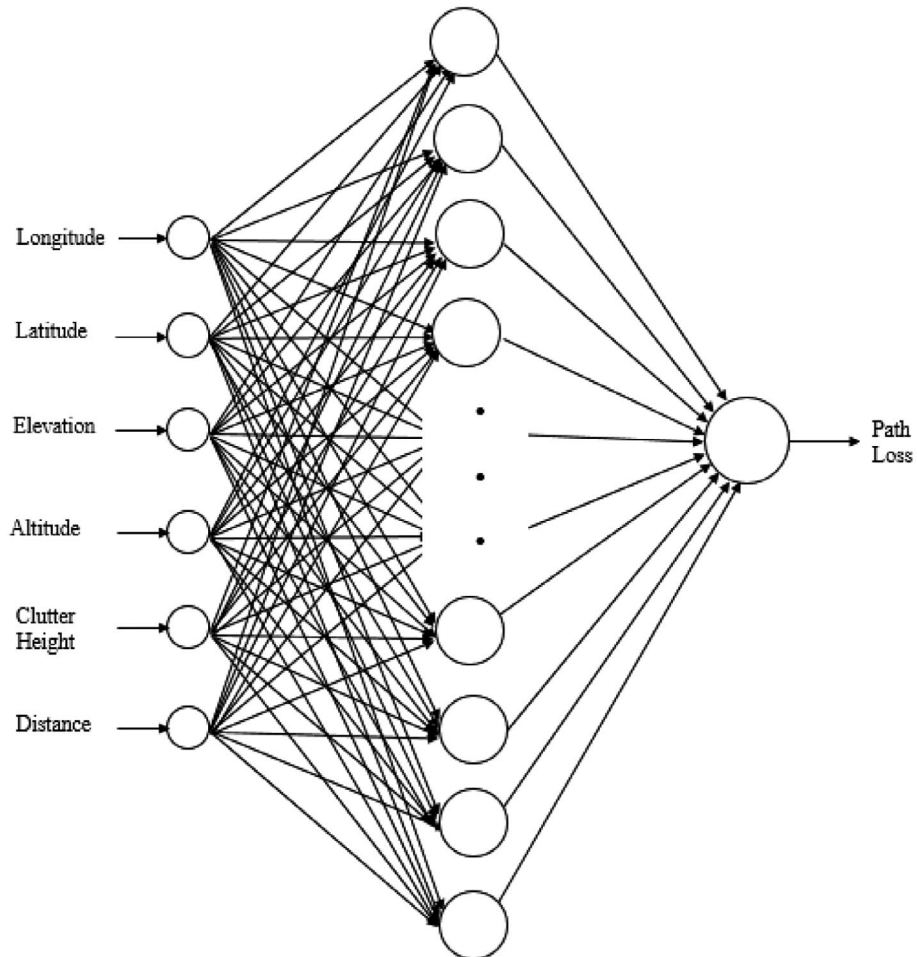 Longitude
Latitude
Elevation
Altitude
Clutter
Height
Distance
Path
Loss